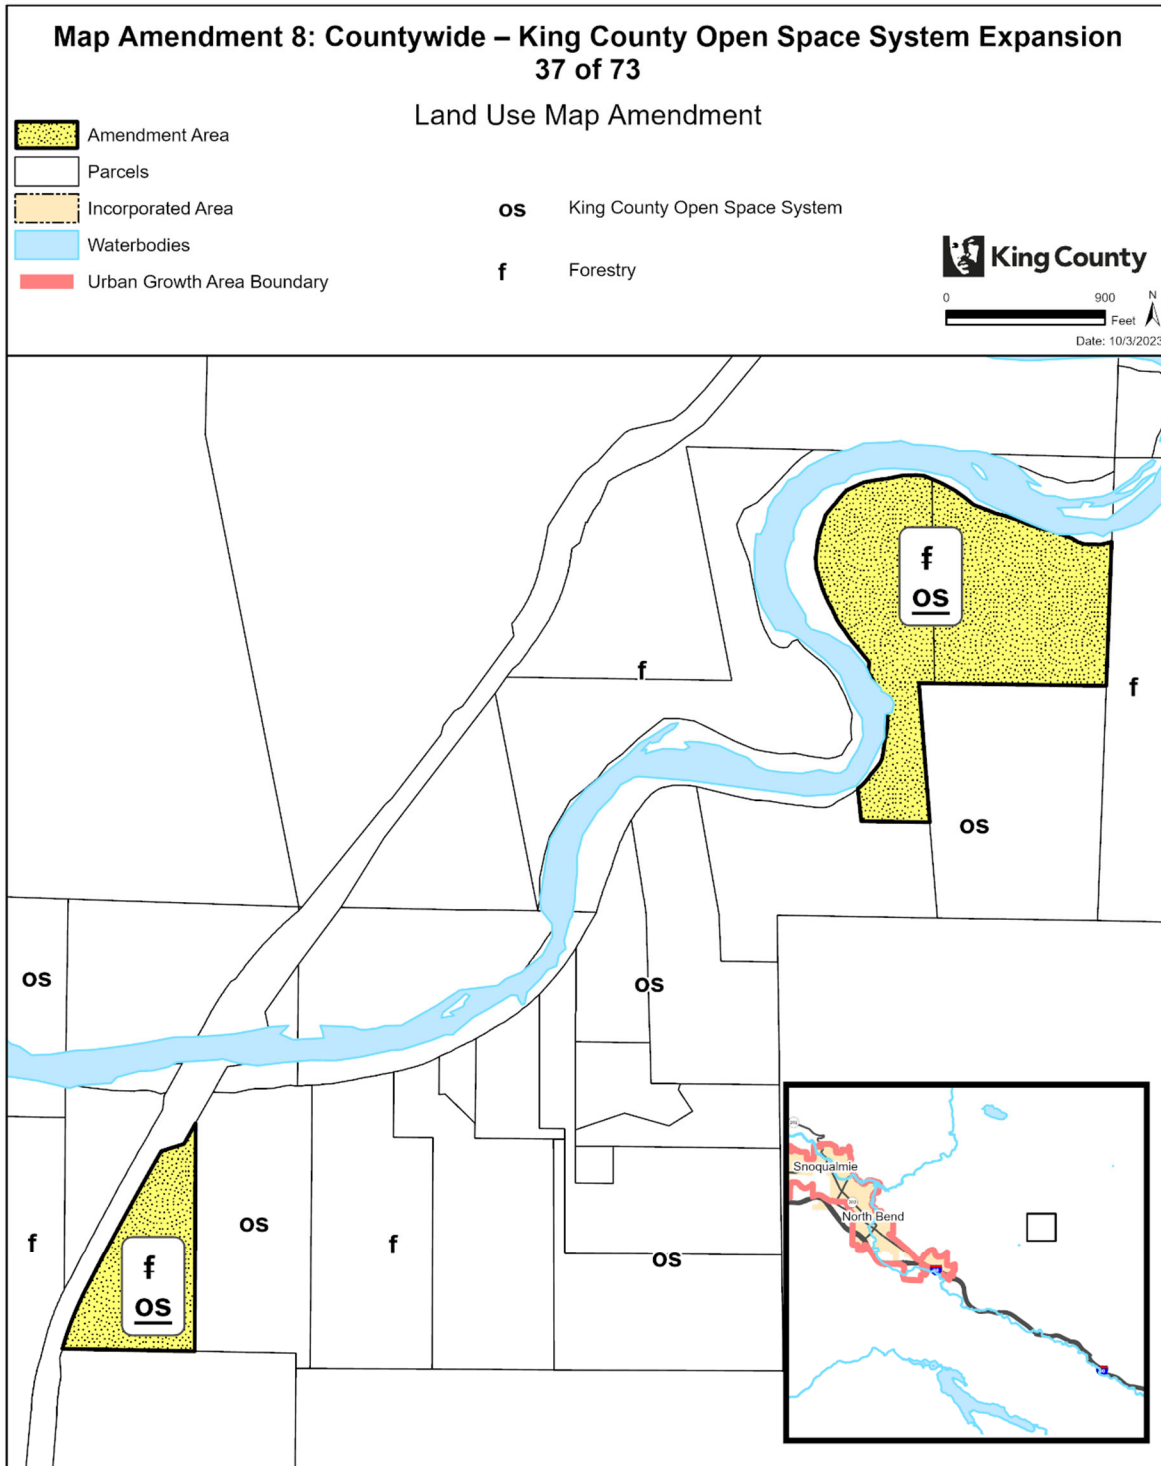 Map Amendment 8: Countywide – King County Open Space System Expansion
37 of 73
Land Use Map Amendment
Amendment Area
Parcels
Incorporated Area
Waterbodies
Urban Growth Area Boundary
os King County Open Space System
f Forestry
King County
0 900
Feet
N
Date: 10/3/2023
f
os
f
f
os
os
os
f
f
os
os
f
os
Snoqualmie
North Bend